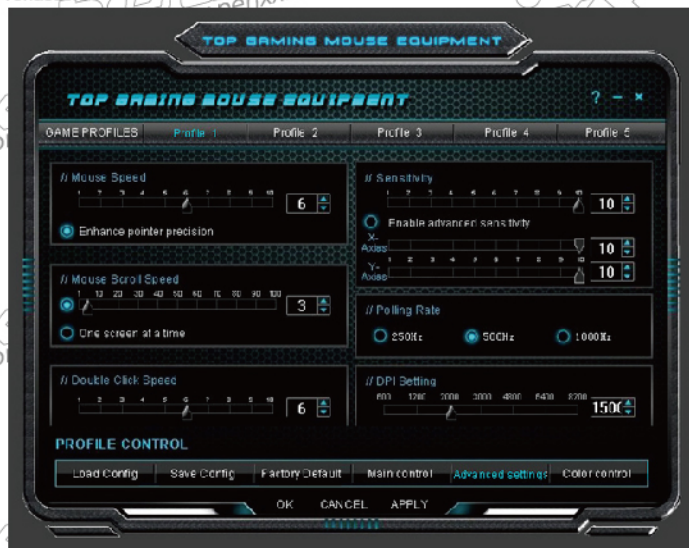 TOP GAMING MOUSE EQUIPMENT
TOP GAMING MOUSE EQUIPMENT
? - ×
GAME PROFILES Profile 1 Profile 2 Profile 3 Profile 4 Profile 5
// Mouse Speed
1 2 3 4 5 6 7 8 9 10
6
Enhance pointer precision
// Mouse Scroll Speed
1 10 20 30 40 50 60 70 80 90 100
3
One screen at a time
// Double Click Speed
1 2 3 4 5 6 7 8 9 10
6
// Sensitivity
1 2 3 4 5 6 7 8 9 10
10
Enable advanced sensitivity
X-
Axises
10
1 2 3 4 5 6 7 8 9 10
Y-
Axises
10
// Polling Rate
250Hz 500Hz 1000Hz
// DPI Setting
600 1200 2000 3000 4800 6400 8200
1500
PROFILE CONTROL
Load Config Save Config Factory Default Main control Advanced settings Color control
OK CANCEL APPLY